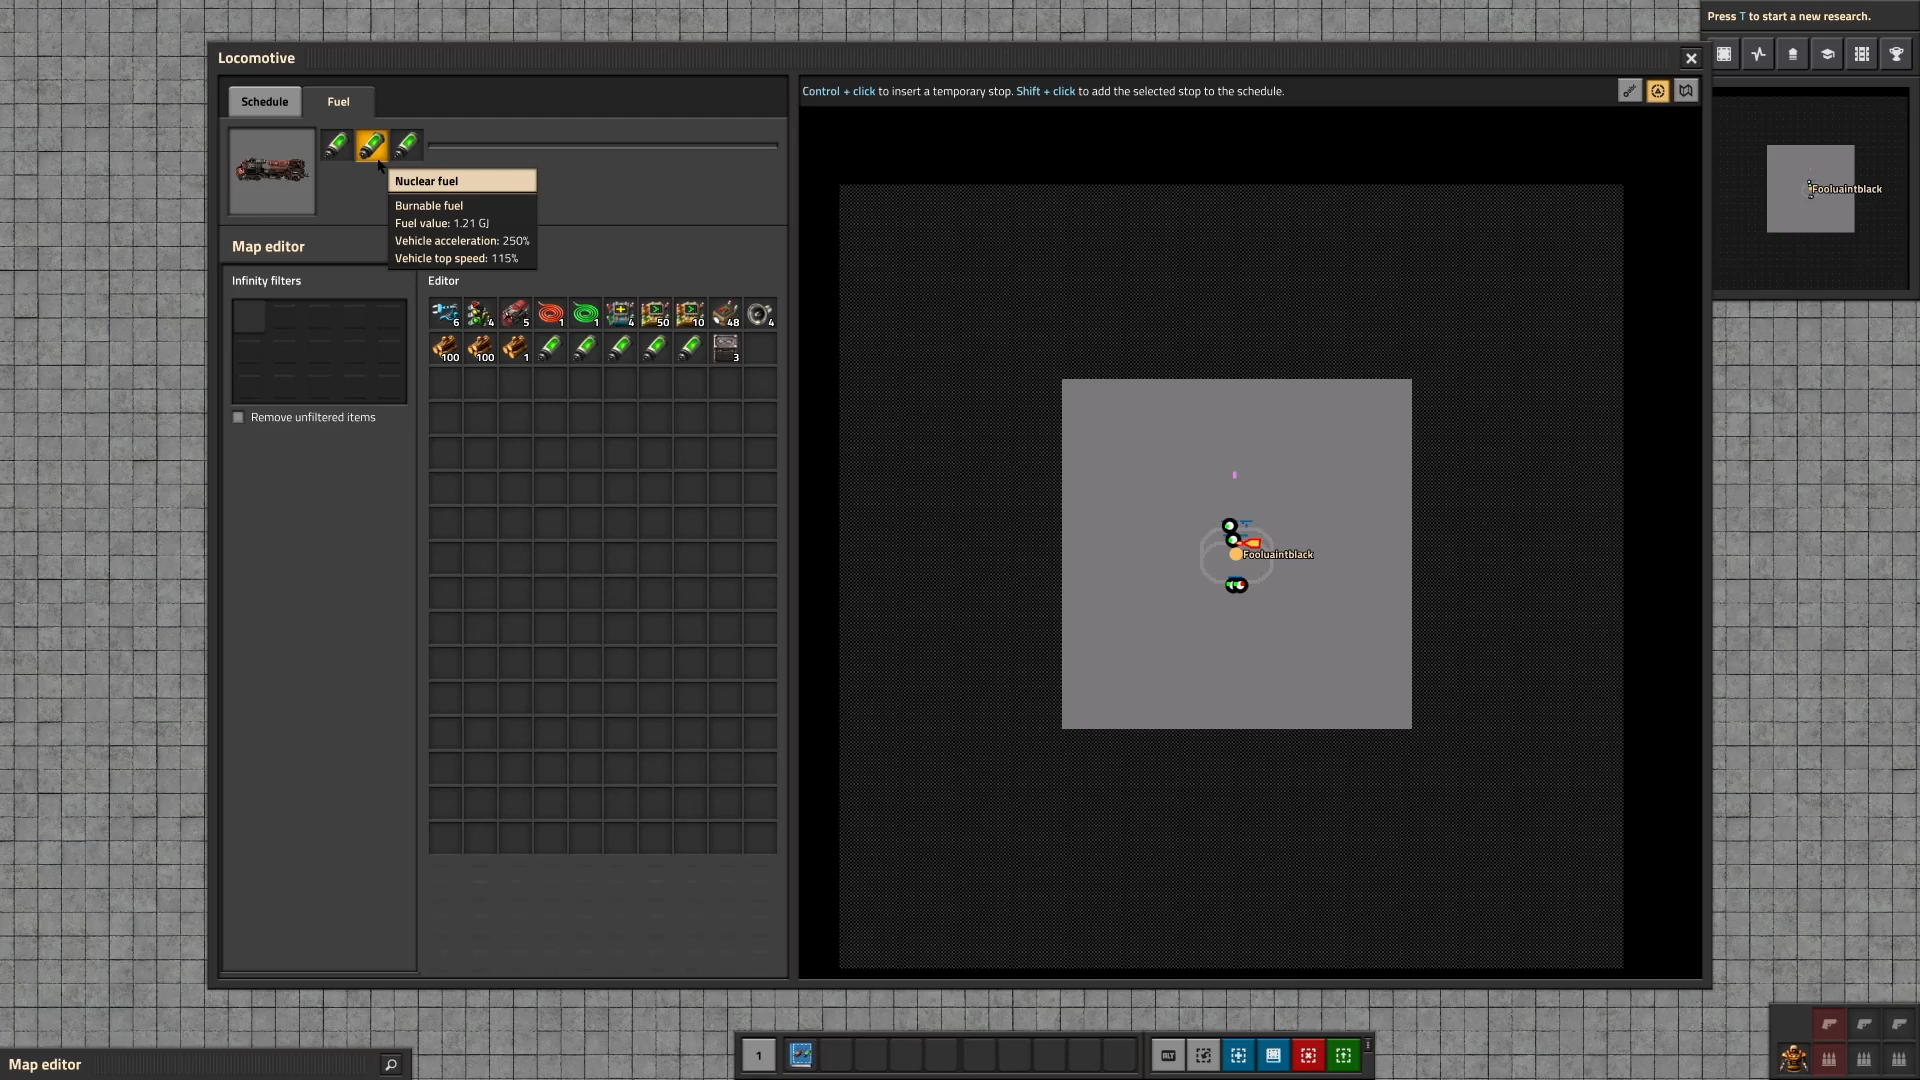 Press T to start a new research.
Locomotive
Control + click to insert a temporary stop. Shift + click to add the selected stop to the schedule.
Schedule
Fuel
Nuclear fuel
Burnable fuel
Fuel value: 1.21 GJ
Vehicle acceleration: 250%
Vehicle top speed: 115%
Fooluaintblack
Map editor
Infinity filters
Editor
6 4 5 1 1 4 50 10 48 4
100 100 1 3
Remove unfiltered items
Fooluaintblack
Map editor
1
ALT